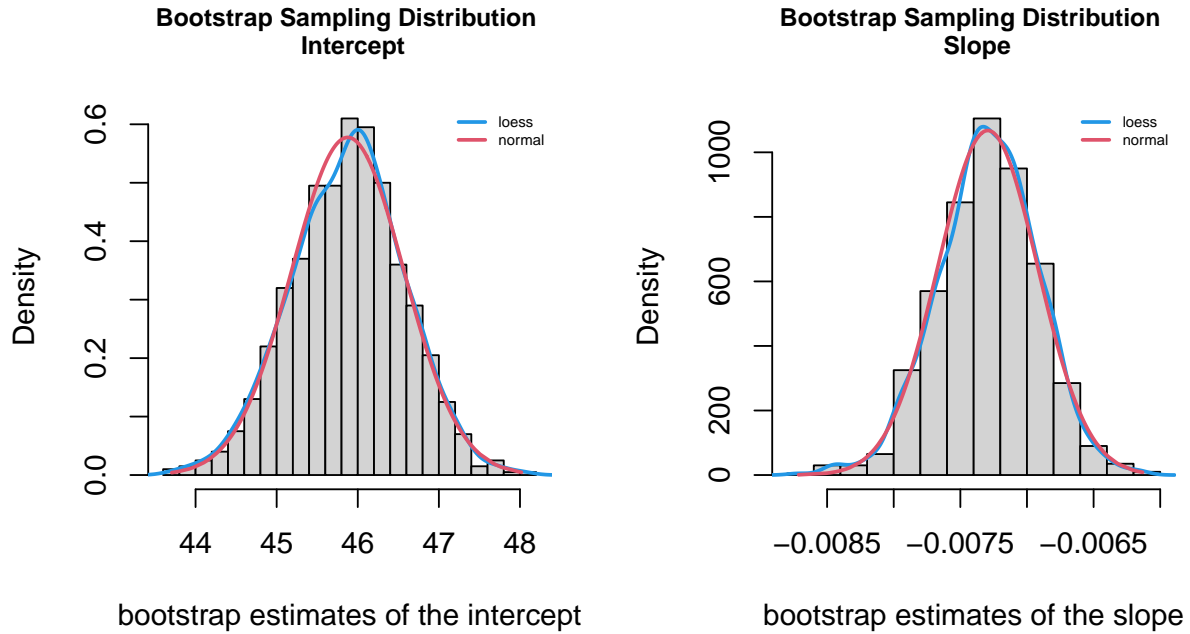 Bootstrap Sampling Distribution
Intercept
loess
normal
Density
0.0
0.2
0.4
0.6
44 45 46 47 48
bootstrap estimates of the intercept
Bootstrap Sampling Distribution
Slope
loess
normal
Density
0
200
600
1000
−0.0085 −0.0075 −0.0065
bootstrap estimates of the slope